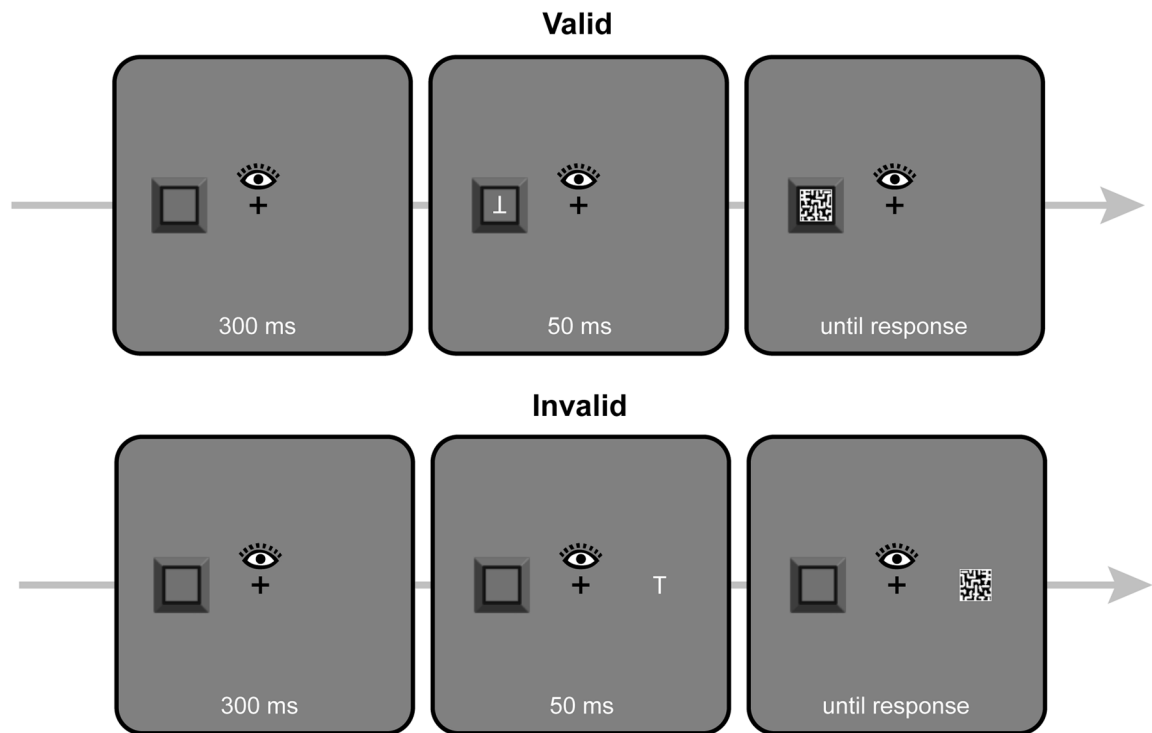 Valid
⊥
300 ms 50 ms until response
Invalid
T
300 ms 50 ms until response